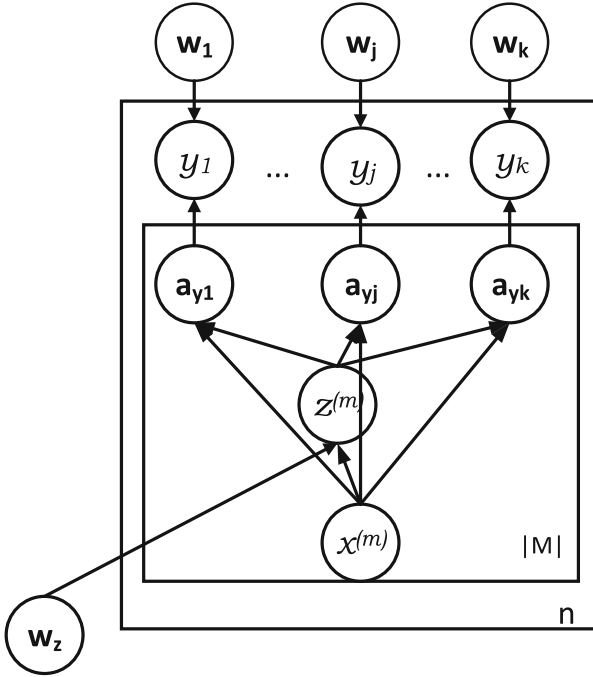 w1 wj wk
y1 ... yj ... yk
ay1 ayj ayk
z(m)
x(m) |M|
n
wz